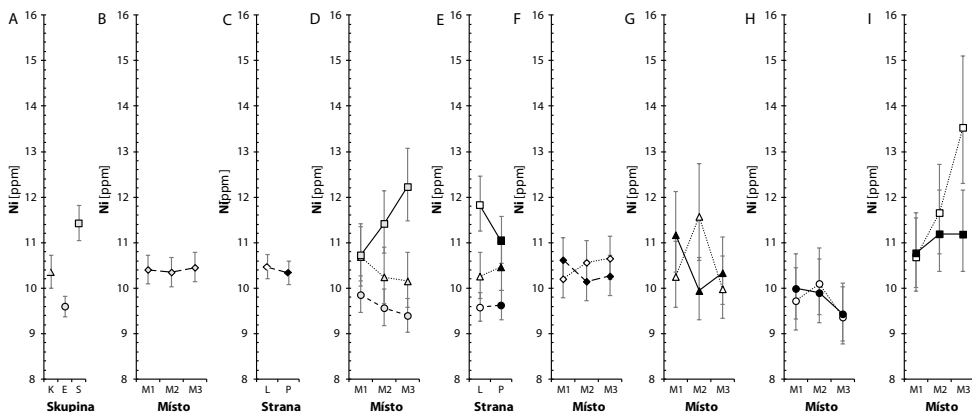 A B C D E F G H I
16 16 16 16 16 16 16 16 16
15 15 15 15 15 15 15 15 15
14 14 14 14 14 14 14 14 14
13 13 13 13 13 13 13 13 13
12 12 12 12 12 12 12 12 12
Ni [ppm] Ni [ppm] Ni[ppm ] Ni [ppm] Ni [ppm] Ni [ppm] Ni [ppm] Ni [ppm] Ni [ppm]
11 11 11 11 11 11 11 11 11
10 10 10 10 10 10 10 10 10
9 9 9 9 9 9 9 9 9
8 8 8 8 8 8 8 8 8
K E S M1 M2 M3 L P M1 M2 M3 L P M1 M2 M3 M1 M2 M3 M1 M2 M3 M1 M2 M3
Skupina Místo Strana Místo Strana Místo Místo Místo Místo